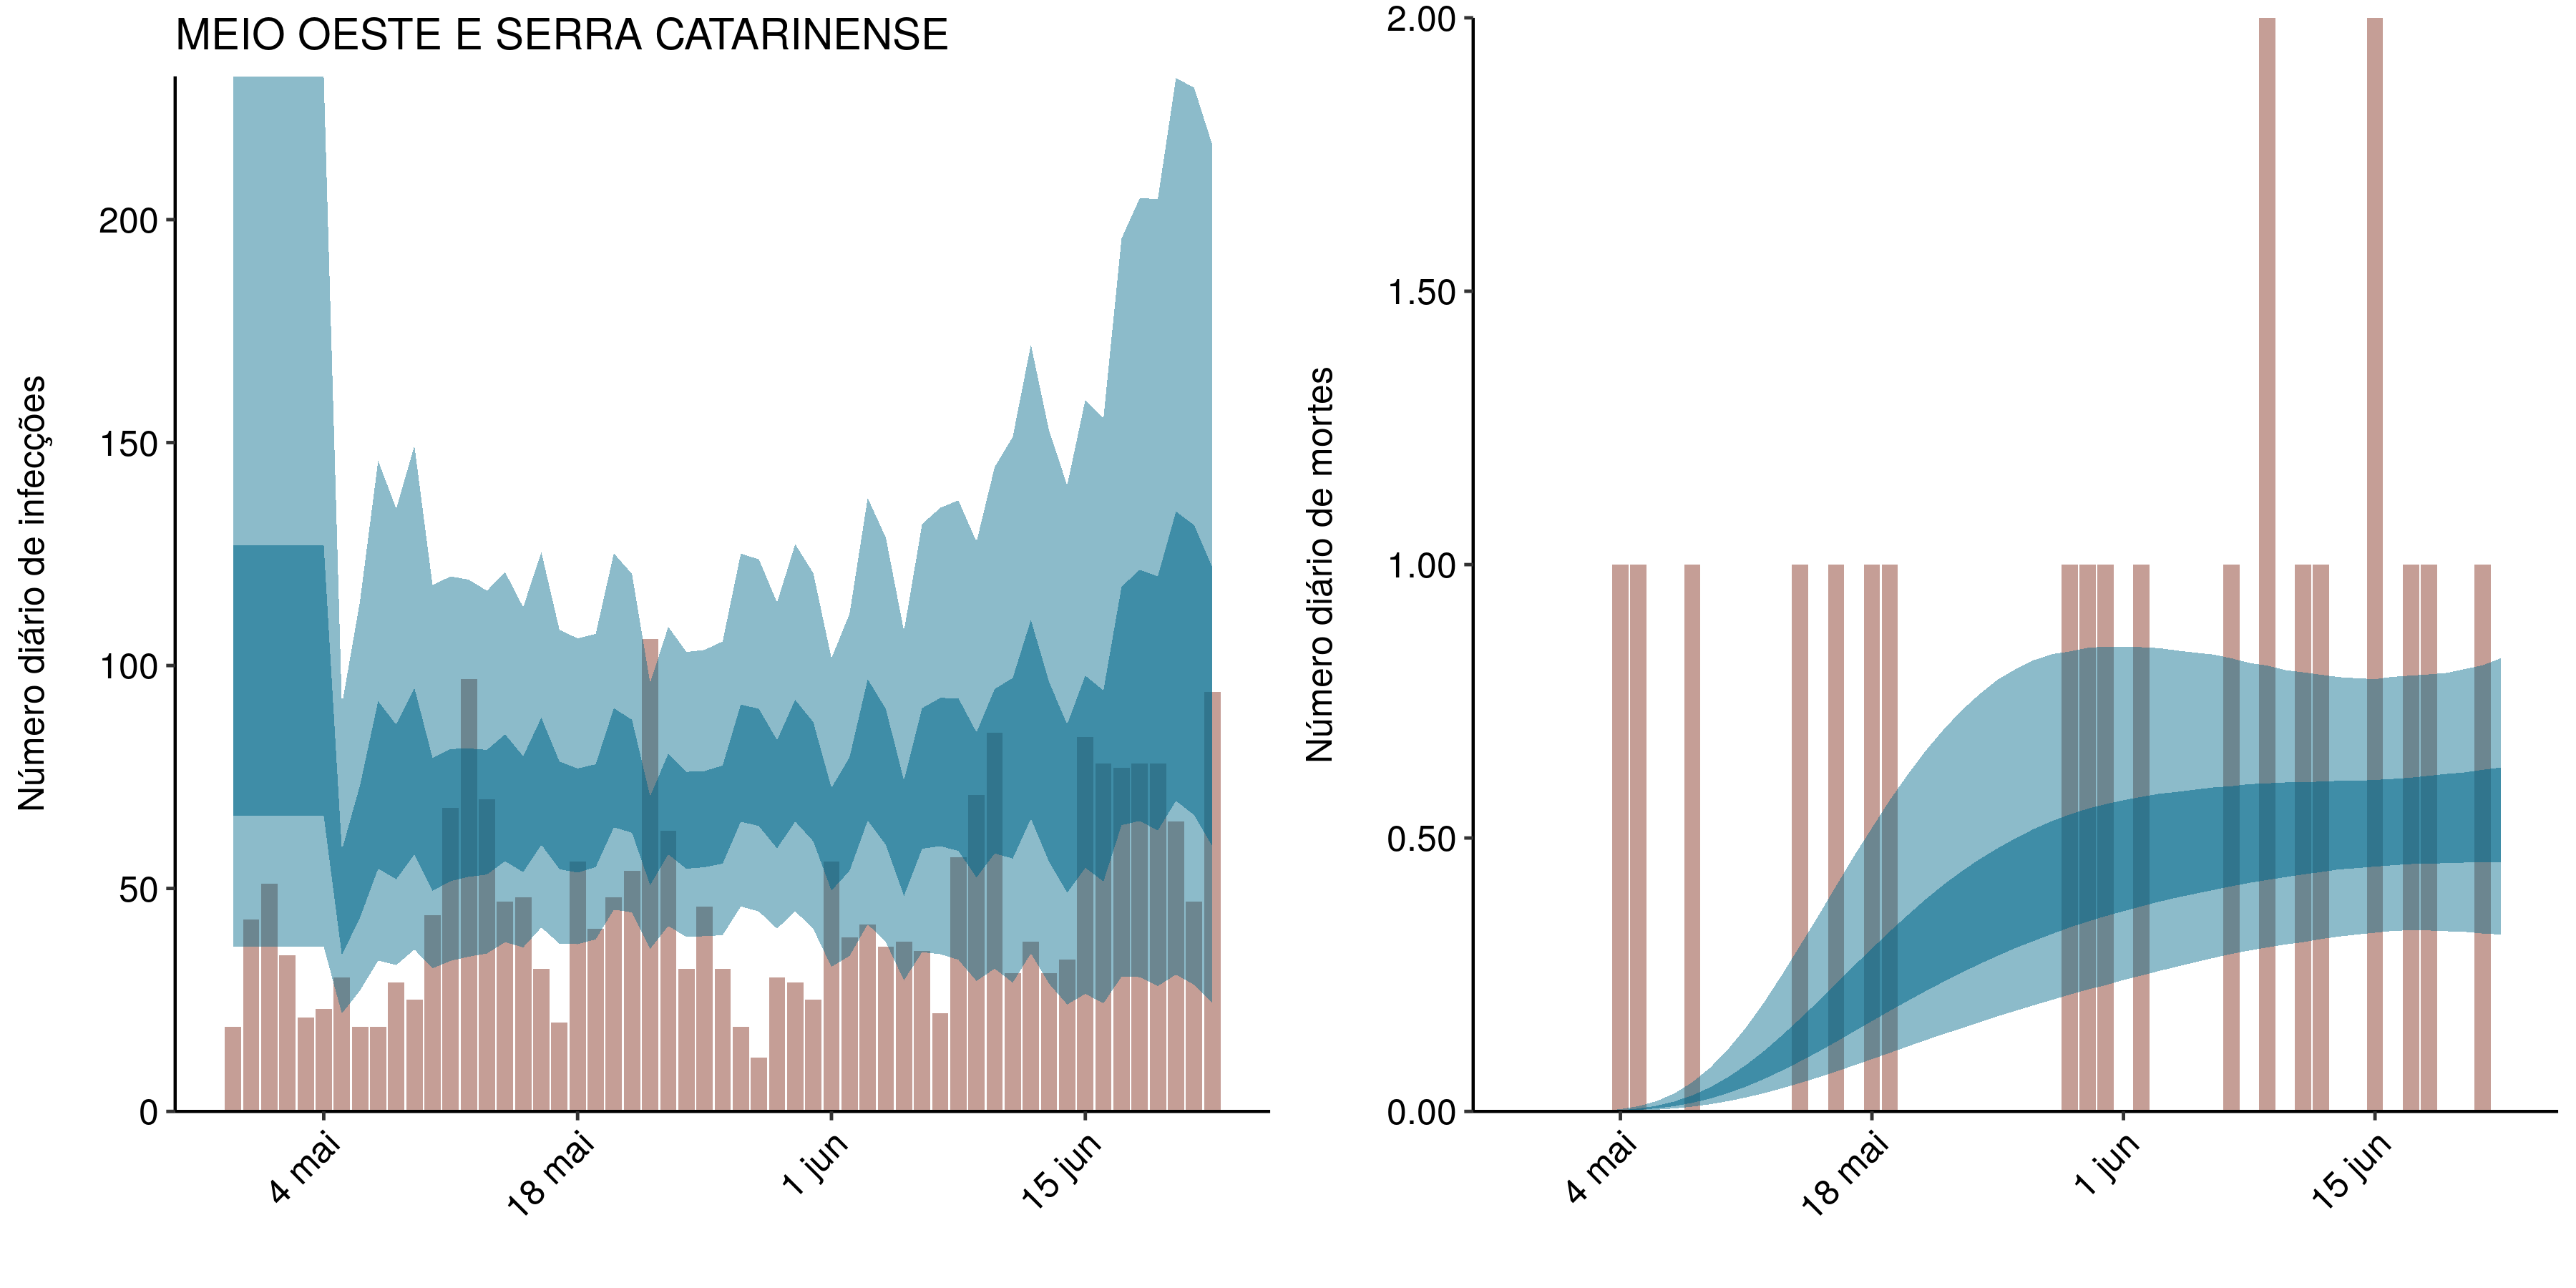 MEIO OESTE E SERRA CATARINENSE
Número diário de infecções
200
150
100
50
0
4 mai
18 mai
1 jun
15 jun
Número diário de mortes
2.00
1.50
1.00
0.50
0.00
4 mai
18 mai
1 jun
15 jun